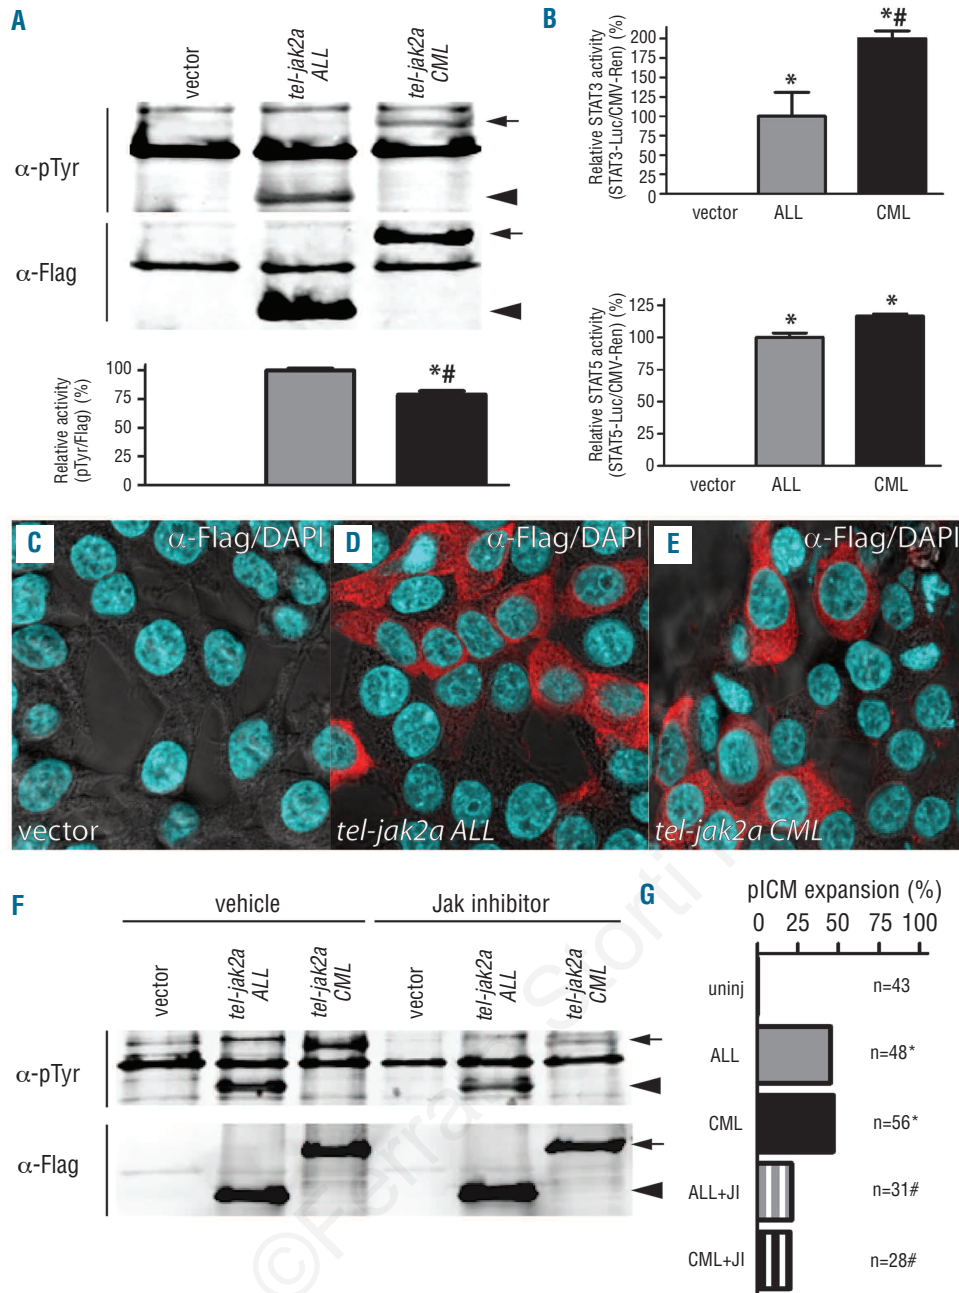 A
vector
tel-jak2a
ALL
tel-jak2a
CML
α-pTyr
α-Flag
Relative activity
(pTyr/Flag) (%)
100
75
50
25
0
*#
B
Relative STAT3 activity
(STAT3-Luc/CMV-Ren) (%)
200
175
150
125
100
75
50
25
0
*
*#
vector
ALL
CML
Relative STAT5 activity
(STAT5-Luc/CMV-Ren) (%)
125
100
75
50
25
0
*
*
vector
ALL
CML
C
α-Flag/DAPI
vector
D
α-Flag/DAPI
tel-jak2a ALL
E
α-Flag/DAPI
tel-jak2a CML
F
vehicle
Jak inhibitor
vector
tel-jak2a
ALL
tel-jak2a
CML
vector
tel-jak2a
ALL
tel-jak2a
CML
α-pTyr
α-Flag
G
pICM expansion (%)
0 25 50 75 100
uninj
n=43
ALL
n=48*
CML
n=56*
ALL+JI
n=31#
CML+JI
n=28#
©Ferra Storti